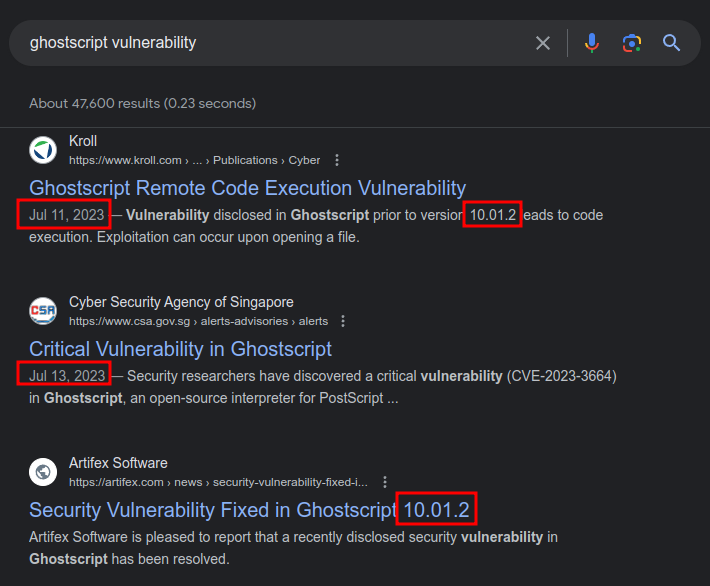 ghostscript vulnerability
About 47,600 results (0.23 seconds)
Kroll
https://www.kroll.com › ... › Publications › Cyber
Ghostscript Remote Code Execution Vulnerability
Jul 11, 2023 — Vulnerability disclosed in Ghostscript prior to version 10.01.2 leads to code
execution. Exploitation can occur upon opening a file.
CSA
Cyber Security Agency of Singapore
https://www.csa.gov.sg › alerts-advisories › alerts
Critical Vulnerability in Ghostscript
Jul 13, 2023 — Security researchers have discovered a critical vulnerability (CVE-2023-3664)
in Ghostscript, an open-source interpreter for PostScript ...
Artifex Software
https://artifex.com › news › security-vulnerability-fixed-i...
Security Vulnerability Fixed in Ghostscript 10.01.2
Artifex Software is pleased to report that a recently disclosed security vulnerability in
Ghostscript has been resolved.